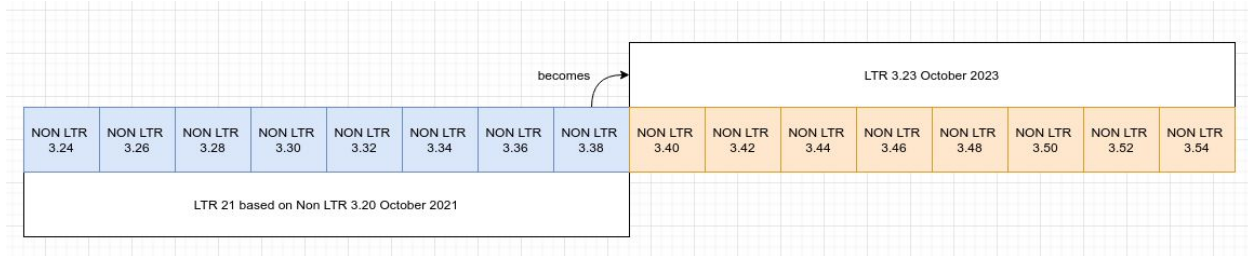 becomes
LTR 3.23 October 2023
NON LTR
3.24
NON LTR
3.26
NON LTR
3.28
NON LTR
3.30
NON LTR
3.32
NON LTR
3.34
NON LTR
3.36
NON LTR
3.38
NON LTR
3.40
NON LTR
3.42
NON LTR
3.44
NON LTR
3.46
NON LTR
3.48
NON LTR
3.50
NON LTR
3.52
NON LTR
3.54
LTR 21 based on Non LTR 3.20 October 2021